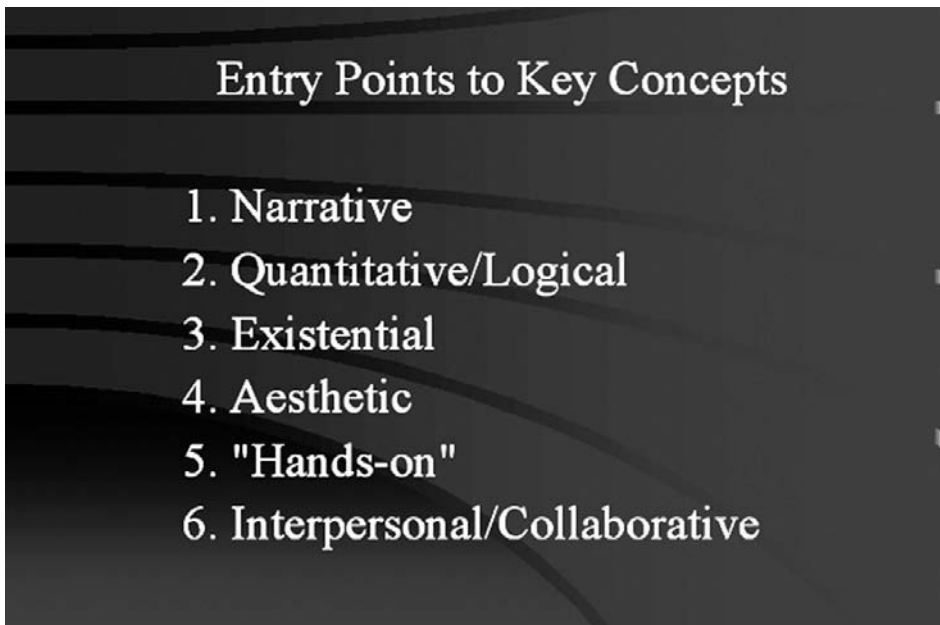 Entry Points to Key Concepts
1. Narrative
2. Quantitative/Logical
3. Existential
4. Aesthetic
5. "Hands-on"
6. Interpersonal/Collaborative